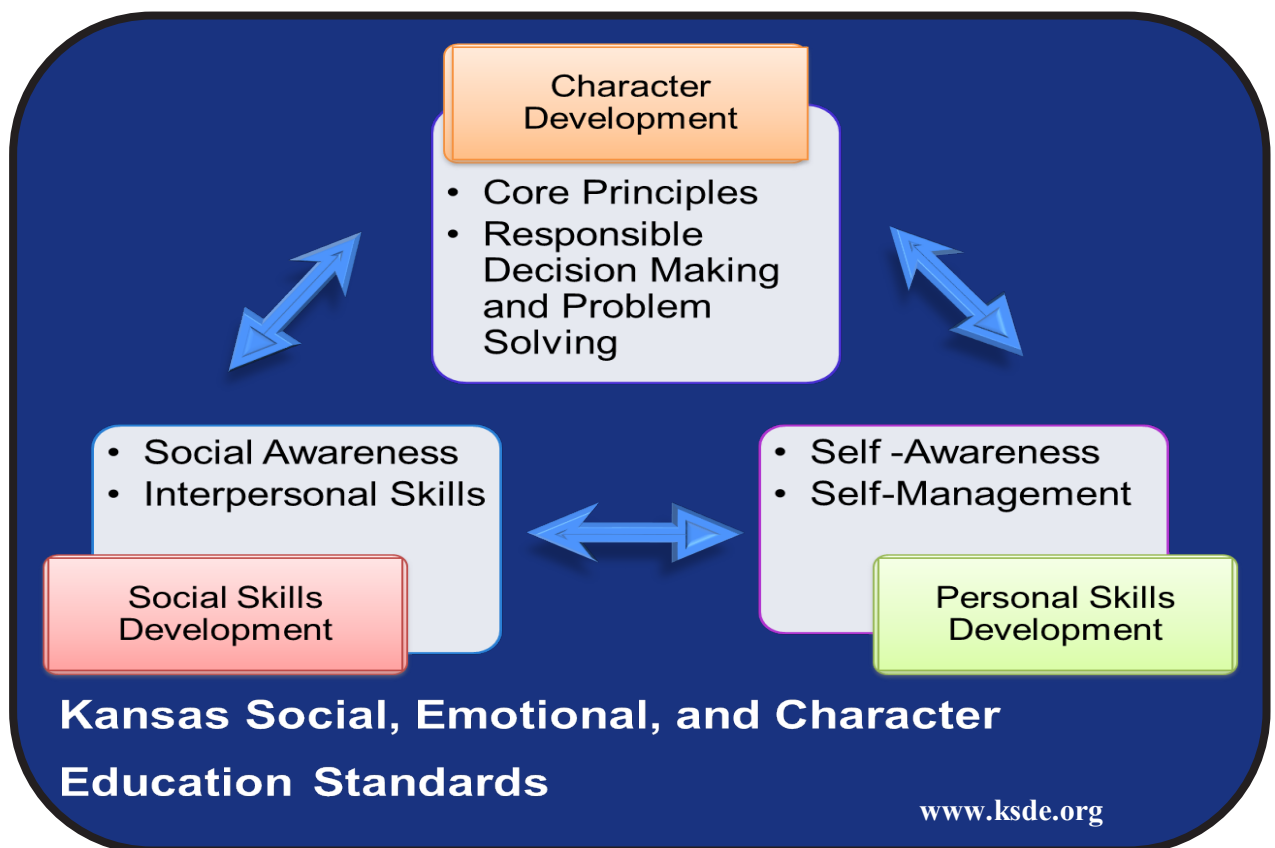 Character
Development
• Core Principles
• Responsible
Decision Making
and Problem
Solving
• Social Awareness
• Interpersonal Skills
Social Skills
Development
• Self -Awareness
• Self-Management
Personal Skills
Development
Kansas Social, Emotional, and Character
Education Standards
www.ksde.org